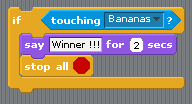 if touching Bananas ?
say Winner !!! for 2 secs
stop all